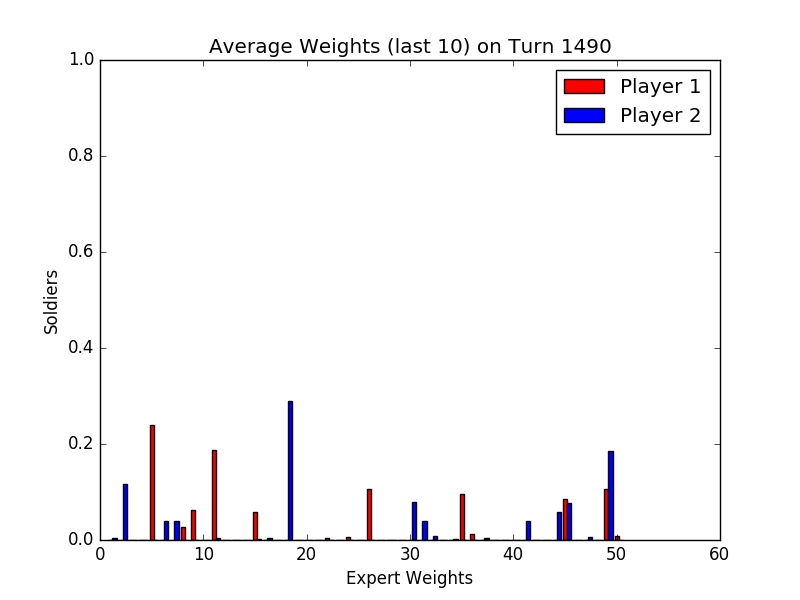 Average Weights (last 10) on Turn 1490
1.0
0.8
0.6
0.4
0.2
0.0
Soldiers
Player 1
Player 2
0 10 20 30 40 50 60
Expert Weights